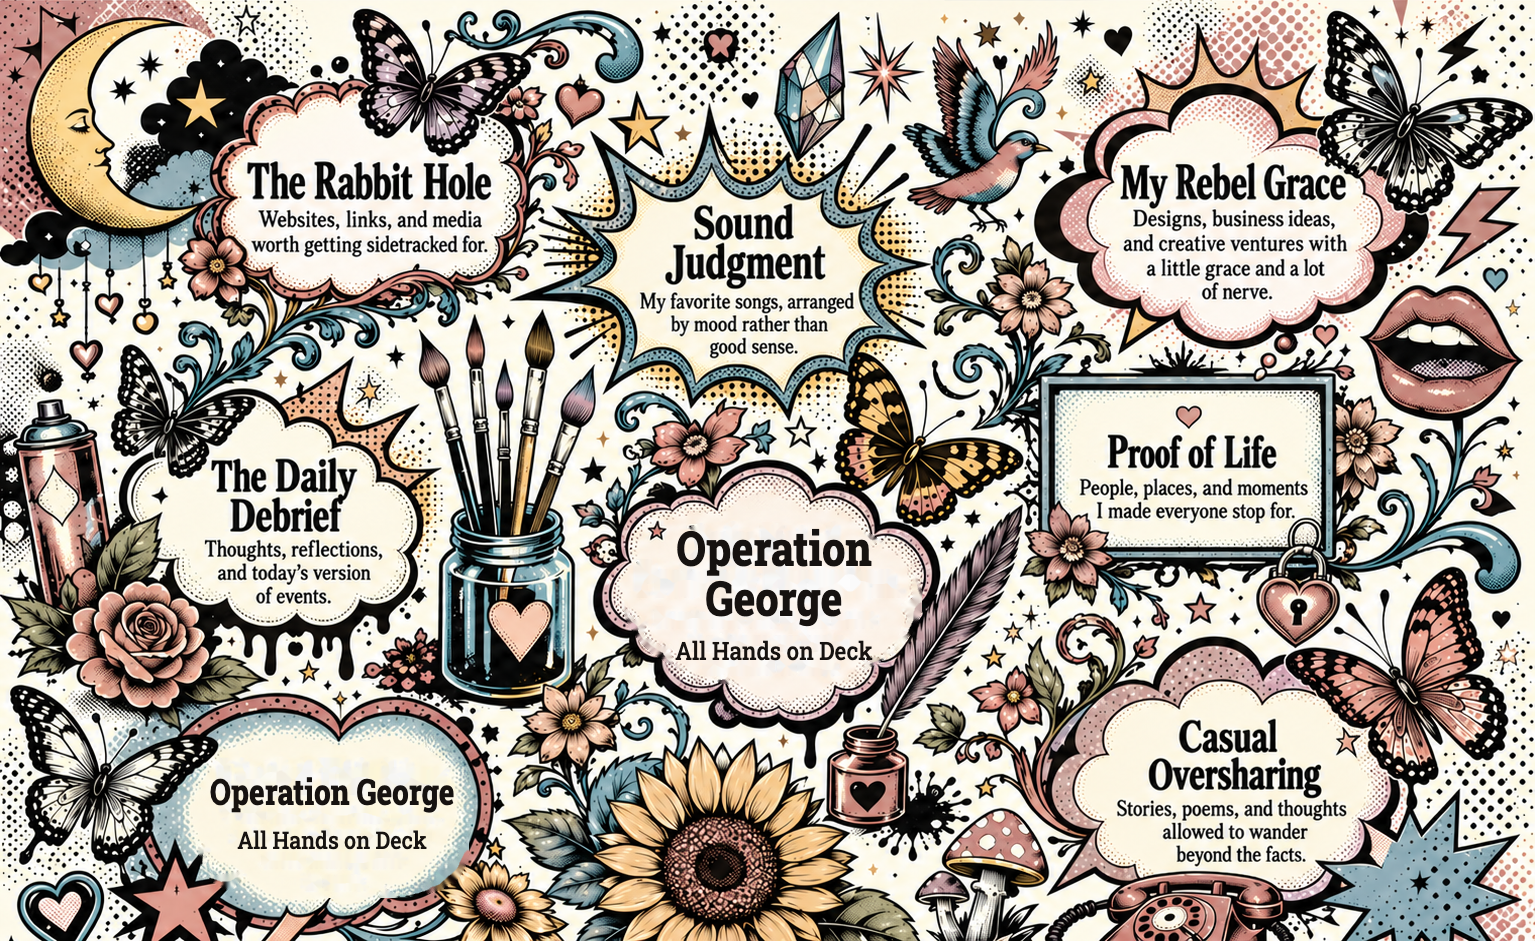 The Rabbit Hole
Websites, links, and media
worth getting sidetracked for.
Sound
Judgment
My favorite songs, arranged
by mood rather than
good sense.
My Rebel Grace
Designs, business ideas,
and creative ventures with
a little grace and a lot
of nerve.
The Daily
Debrief
Thoughts, reflections,
and today's version
of events.
Operation
George
All Hands on Deck
Proof of Life
People, places, and moments
I made everyone stop for.
Operation George
All Hands on Deck
Casual
Oversharing
Stories, poems, and thoughts
allowed to wander
beyond the facts.